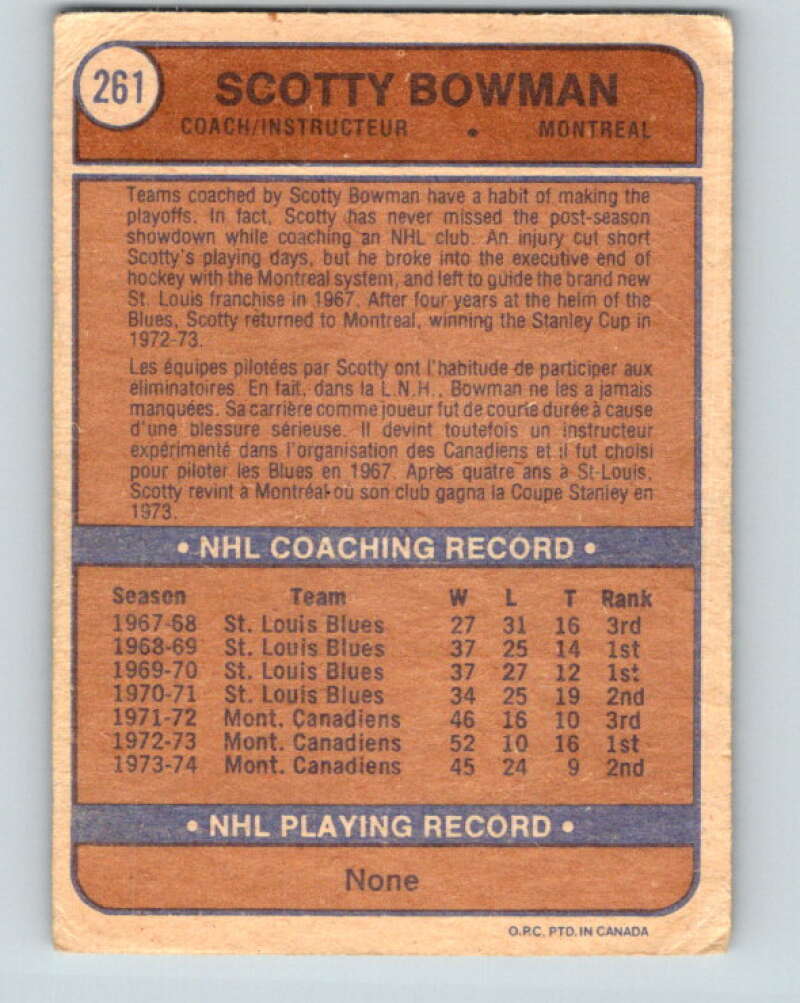 261
SCOTTY BOWMAN
COACH/INSTRUCTEUR • MONTREAL
Teams coached by Scotty Bowman have a habit of making the
playoffs. In fact, Scotty has never missed the post-season
showdown while coaching an NHL club. An injury cut short
Scotty's playing days, but he broke into the executive end of
hockey with the Montreal system, and left to guide the brand new
St. Louis franchise in 1967. After four years at the helm of the
Blues, Scotty returned to Montreal, winning the Stanley Cup in
1972-73.
Les équipes pilotées par Scotty ont l'habitude de participer aux
éliminatoires. En fait, dans la L.N.H., Bowman ne les a jamais
manquées. Sa carrière comme joueur fut de courte durée à cause
d'une blessure sérieuse. Il devint toutefois un instructeur
expérimenté dans l'organisation des Canadiens et il fut choisi
pour piloter les Blues en 1967. Après quatre ans à St-Louis,
Scotty revint à Montréal où son club gagna la Coupe Stanley en
1973.
• NHL COACHING RECORD •
Season Team W L T Rank
1967-68 St. Louis Blues 27 31 16 3rd
1968-69 St. Louis Blues 37 25 14 1st
1969-70 St. Louis Blues 37 27 12 1st
1970-71 St. Louis Blues 34 25 19 2nd
1971-72 Mont. Canadiens 46 16 10 3rd
1972-73 Mont. Canadiens 52 10 16 1st
1973-74 Mont. Canadiens 45 24 9 2nd
• NHL PLAYING RECORD •
None
O.P.C. PTD. IN CANADA